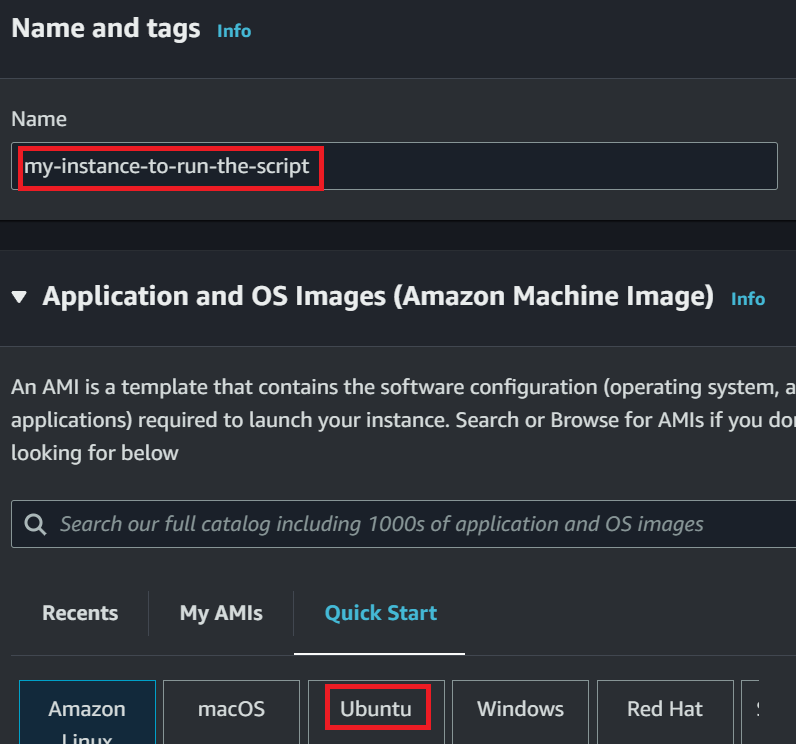 Name and tags Info
Name
my-instance-to-run-the-script
Application and OS Images (Amazon Machine Image) Info
An AMI is a template that contains the software configuration (operating system, a
applications) required to launch your instance. Search or Browse for AMIs if you don
looking for below
Search our full catalog including 1000s of application and OS images
Recents My AMIs Quick Start
Amazon macOS Ubuntu Windows Red Hat
Linux